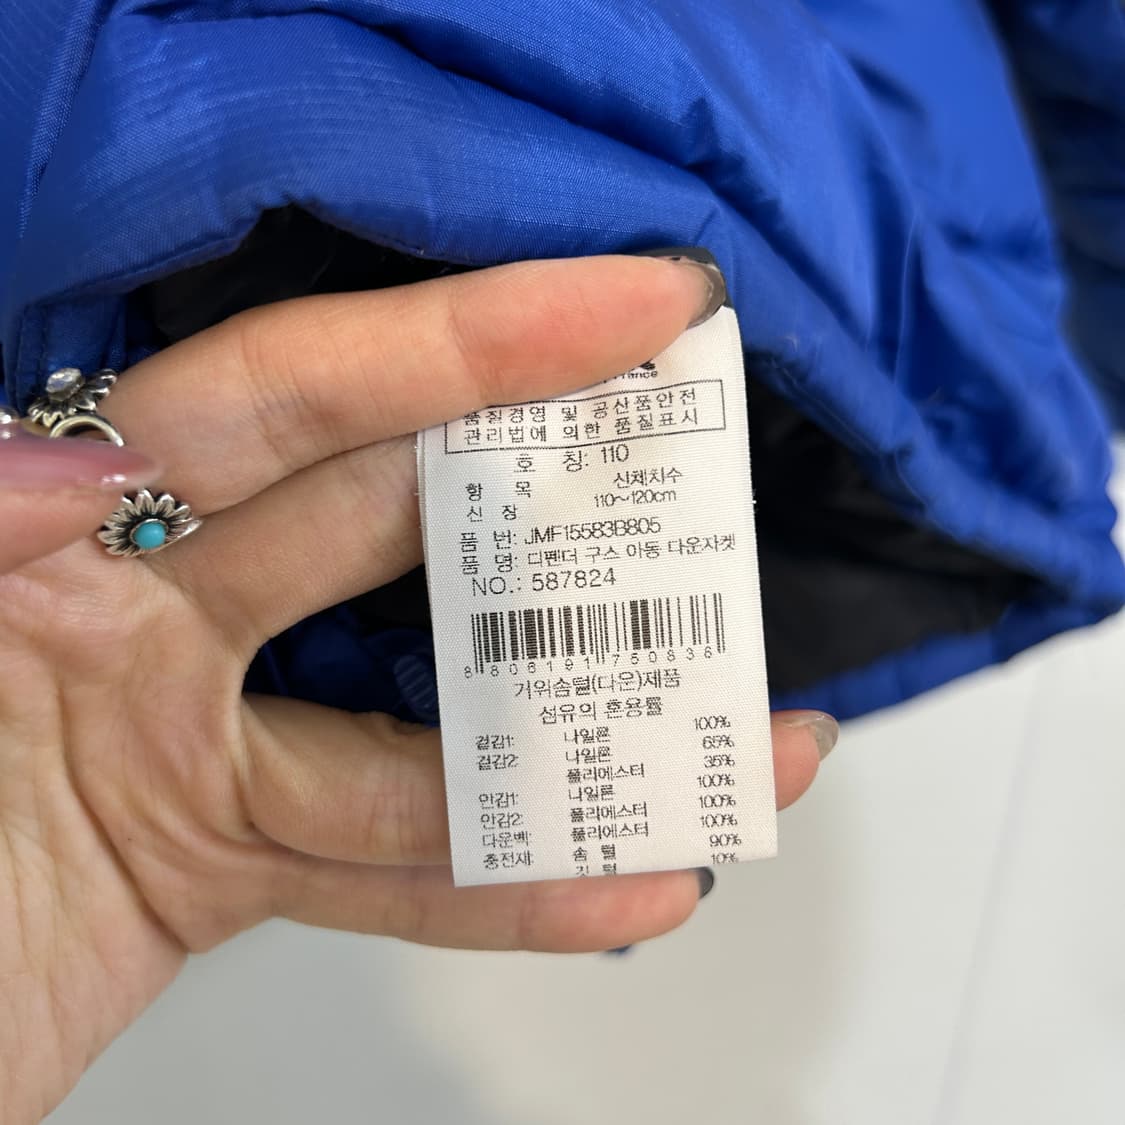 France
품질경영 및 공산품안전
관리법에 의한 품질표시
호 칭: 110
항 목 신체치수
신 장 110~120cm
품 번: JMF15583B805
품 명: 디펜더 구스 아동 다운자켓
NO.: 587824
8 806191 750838
거위솜털(다운)제품
섬유의 혼용률
겉감1: 나일론 100%
겉감2: 나일론 65%
폴리에스터 35%
안감1: 나일론 100%
안감2: 폴리에스터 100%
다운백: 폴리에스터 100%
충전재: 솜 털 90%
깃 털 10%